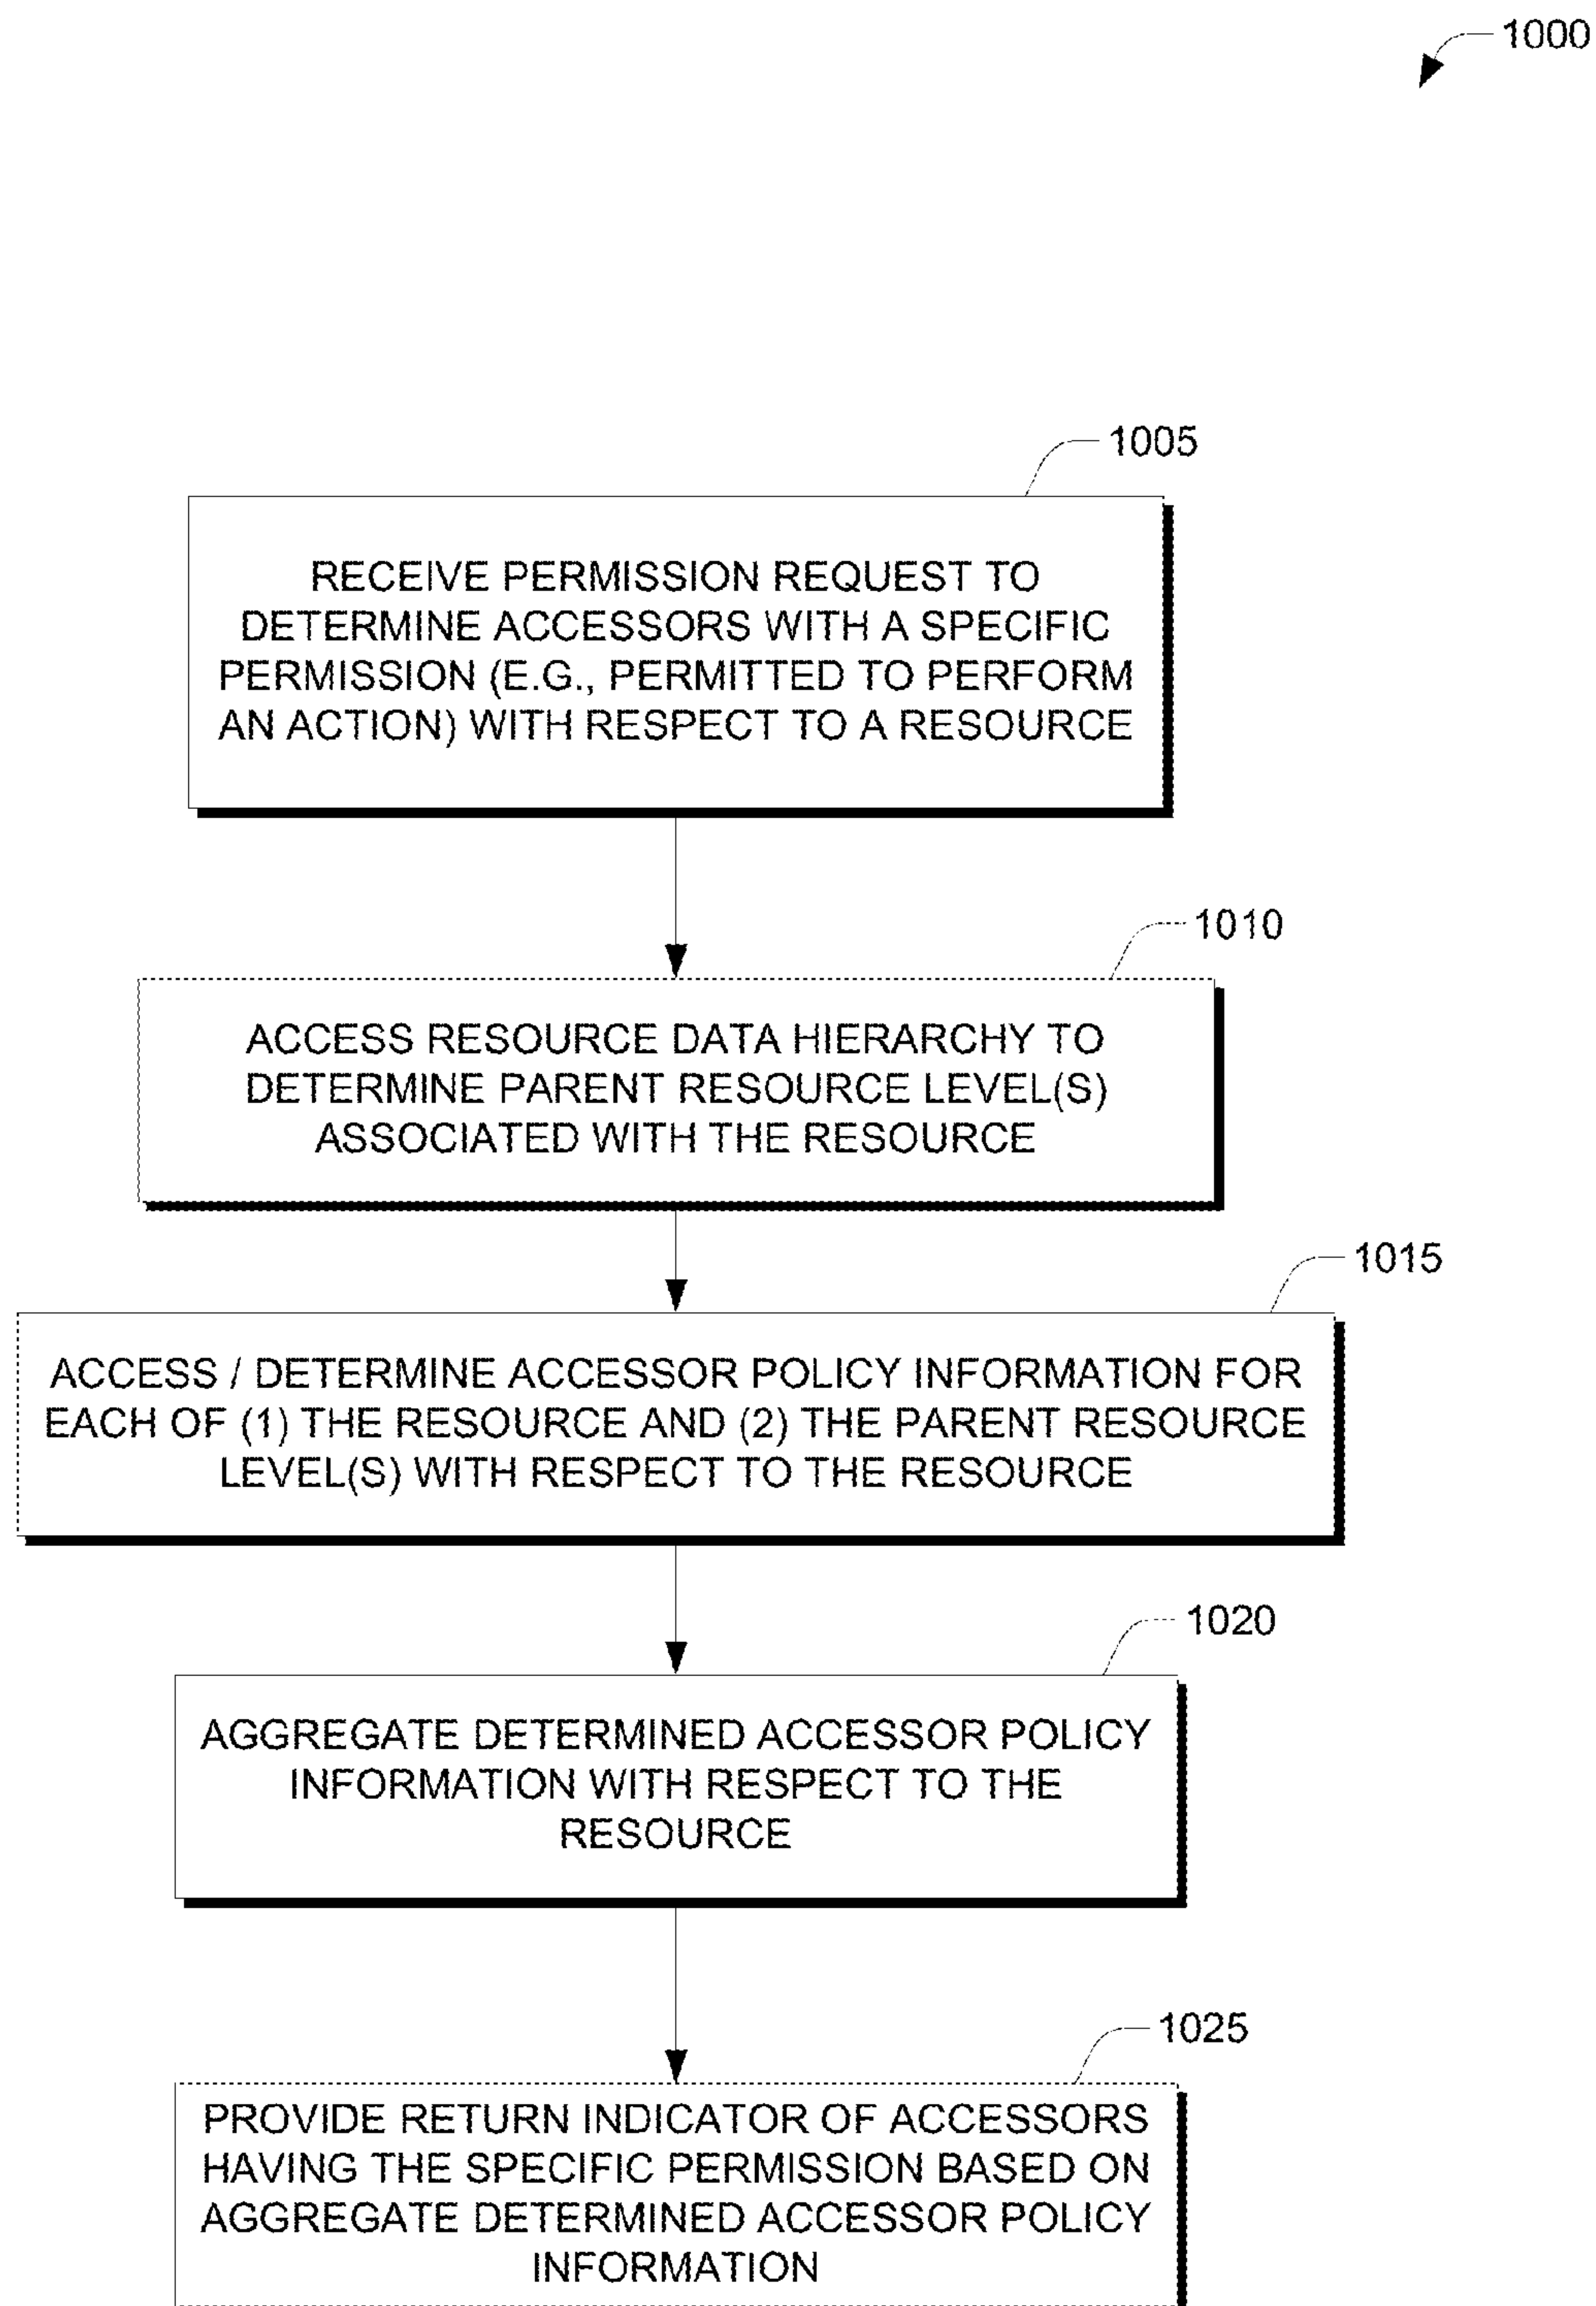 1000
1005
RECEIVE PERMISSION REQUEST TO
DETERMINE ACCESSORS WITH A SPECIFIC
PERMISSION (E.G., PERMITTED TO PERFORM
AN ACTION) WITH RESPECT TO A RESOURCE
1010
ACCESS RESOURCE DATA HIERARCHY TO
DETERMINE PARENT RESOURCE LEVEL(S)
ASSOCIATED WITH THE RESOURCE
1015
ACCESS / DETERMINE ACCESSOR POLICY INFORMATION FOR
EACH OF (1) THE RESOURCE AND (2) THE PARENT RESOURCE
LEVEL(S) WITH RESPECT TO THE RESOURCE
1020
AGGREGATE DETERMINED ACCESSOR POLICY
INFORMATION WITH RESPECT TO THE
RESOURCE
1025
PROVIDE RETURN INDICATOR OF ACCESSORS
HAVING THE SPECIFIC PERMISSION BASED ON
AGGREGATE DETERMINED ACCESSOR POLICY
INFORMATION